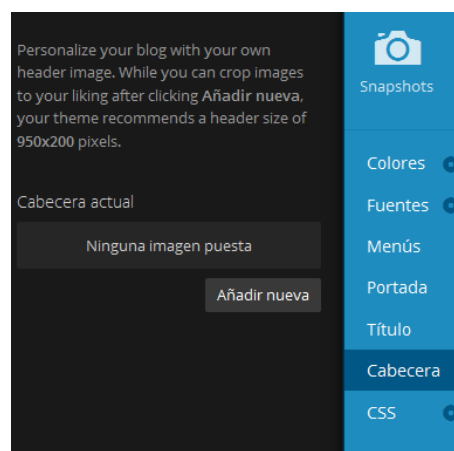 Personalize your blog with your own
header image. While you can crop images
to your liking after clicking Añadir nueva,
your theme recommends a header size of
950x200 pixels.
Cabecera actual
Ninguna imagen puesta
Añadir nueva
Snapshots
Colores
Fuentes
Menús
Portada
Título
Cabecera
CSS